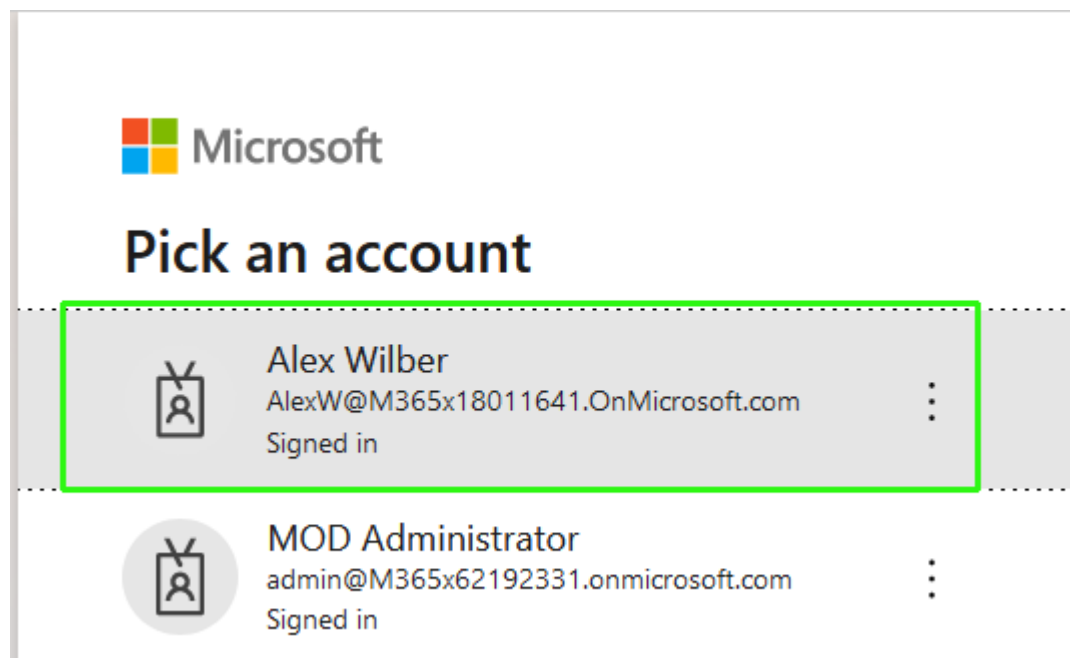 Microsoft
Pick an account
Alex Wilber
AlexW@M365x18011641.OnMicrosoft.com
Signed in
MOD Administrator
admin@M365x62192331.onmicrosoft.com
Signed in